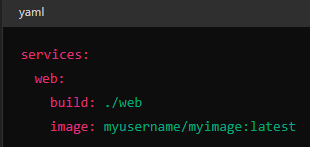 yaml
services:
  web:
    build: ./web
    image: myusername/myimage:latest